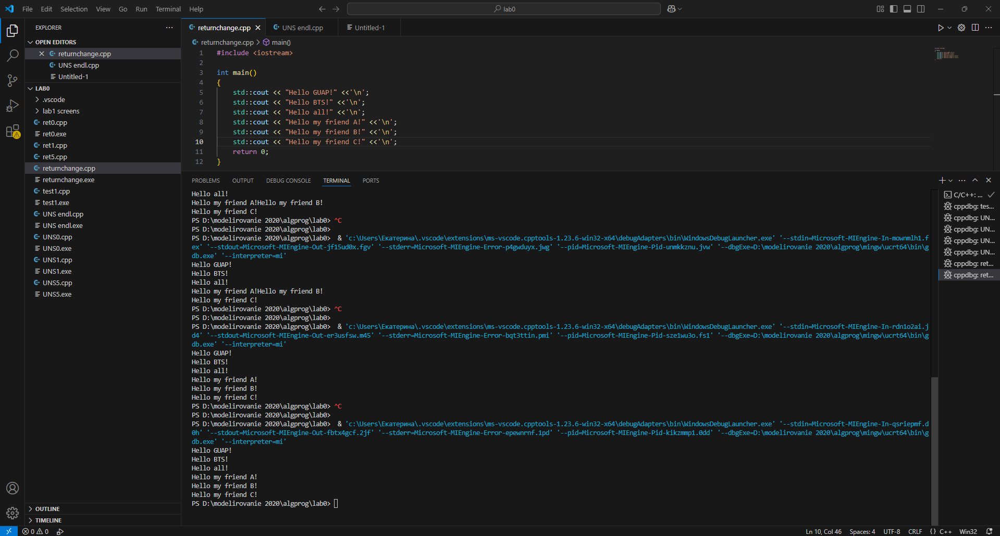 File Edit Selection View Go Run Terminal Help
lab0
EXPLORER
OPEN EDITORS
returnchange.cpp
UNS endl.cpp
Untitled-1
LAB0
.vscode
lab1 screens
ret0.cpp
ret0.exe
ret1.cpp
ret5.cpp
returnchange.cpp
returnchange.exe
test1.cpp
test1.exe
UNS endl.cpp
UNS endl.exe
UNS0.cpp
UNS0.exe
UNS1.cpp
UNS1.exe
UNS5.cpp
UNS5.exe
OUTLINE
TIMELINE
returnchange.cpp UNS endl.cpp Untitled-1
returnchange.cpp > main()
1 #include <iostream>
2
3 int main()
4 {
5 std::cout << "Hello GUAP!" <<'\n';
6 std::cout << "Hello BTS!" <<'\n';
7 std::cout << "Hello all!" <<'\n';
8 std::cout << "Hello my friend A!" <<'\n';
9 std::cout << "Hello my friend B!" <<'\n';
10 std::cout << "Hello my friend C!" <<'\n';
11 return 0;
12 }
PROBLEMS OUTPUT DEBUG CONSOLE TERMINAL PORTS
Hello all!
Hello my friend A!Hello my friend B!
Hello my friend C!
PS D:\modelirovanie 2020\algprog\lab0> ^C
PS D:\modelirovanie 2020\algprog\lab0>
PS D:\modelirovanie 2020\algprog\lab0> & 'c:\Users\Екатерина\.vscode\extensions\ms-vscode.cpptools-1.23.6-win32-x64\debugAdapters\bin\WindowsDebugLauncher.exe' '--stdin=Microsoft-MIEngine-In-mownmlh1.f
ex' '--stdout=Microsoft-MIEngine-Out-jf15ud0x.fgv' '--stderr=Microsoft-MIEngine-Error-p4gwduyx.jwg' '--pid=Microsoft-MIEngine-Pid-unmkkznu.jvw' '--dbgExe=D:\modelirovanie 2020\algprog\mingw\ucrt64\bin\g
db.exe' '--interpreter=mi'
Hello GUAP!
Hello BTS!
Hello all!
Hello my friend A!Hello my friend B!
Hello my friend C!
PS D:\modelirovanie 2020\algprog\lab0> ^C
PS D:\modelirovanie 2020\algprog\lab0>
PS D:\modelirovanie 2020\algprog\lab0> & 'c:\Users\Екатерина\.vscode\extensions\ms-vscode.cpptools-1.23.6-win32-x64\debugAdapters\bin\WindowsDebugLauncher.exe' '--stdin=Microsoft-MIEngine-In-rdn1o2ai.j
d4' '--stdout=Microsoft-MIEngine-Out-er3usfsw.m45' '--stderr=Microsoft-MIEngine-Error-bqt3ttin.pmi' '--pid=Microsoft-MIEngine-Pid-sze1wu3o.fs1' '--dbgExe=D:\modelirovanie 2020\algprog\mingw\ucrt64\bin\g
db.exe' '--interpreter=mi'
Hello GUAP!
Hello BTS!
Hello all!
Hello my friend A!
Hello my friend B!
Hello my friend C!
PS D:\modelirovanie 2020\algprog\lab0> ^C
PS D:\modelirovanie 2020\algprog\lab0>
PS D:\modelirovanie 2020\algprog\lab0> & 'c:\Users\Екатерина\.vscode\extensions\ms-vscode.cpptools-1.23.6-win32-x64\debugAdapters\bin\WindowsDebugLauncher.exe' '--stdin=Microsoft-MIEngine-In-qsriepmf.d
0h' '--stdout=Microsoft-MIEngine-Out-fbtx4gcf.2jf' '--stderr=Microsoft-MIEngine-Error-epewnrnf.1pd' '--pid=Microsoft-MIEngine-Pid-kikzmmp1.0dd' '--dbgExe=D:\modelirovanie 2020\algprog\mingw\ucrt64\bin\g
db.exe' '--interpreter=mi'
Hello GUAP!
Hello BTS!
Hello all!
Hello my friend A!
Hello my friend B!
Hello my friend C!
PS D:\modelirovanie 2020\algprog\lab0>
C/C++: ...
cppdbg: tes...
cppdbg: UN...
cppdbg: UN...
cppdbg: UN...
cppdbg: UN...
cppdbg: ret...
cppdbg: ret...
0 0
Ln 10, Col 46 Spaces: 4 UTF-8 CRLF {} C++ Win32